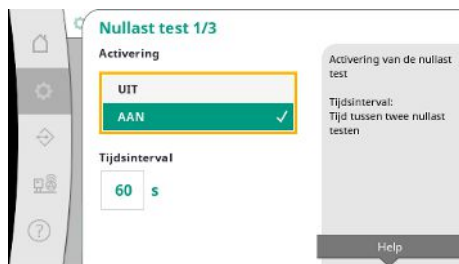 Nullast test 1/3
Activering
UIT
AAN
Tijdsinterval
60 s
Activering van de nullast
test
Tijdsinterval:
Tijd tussen twee nullast
testen
Help
?